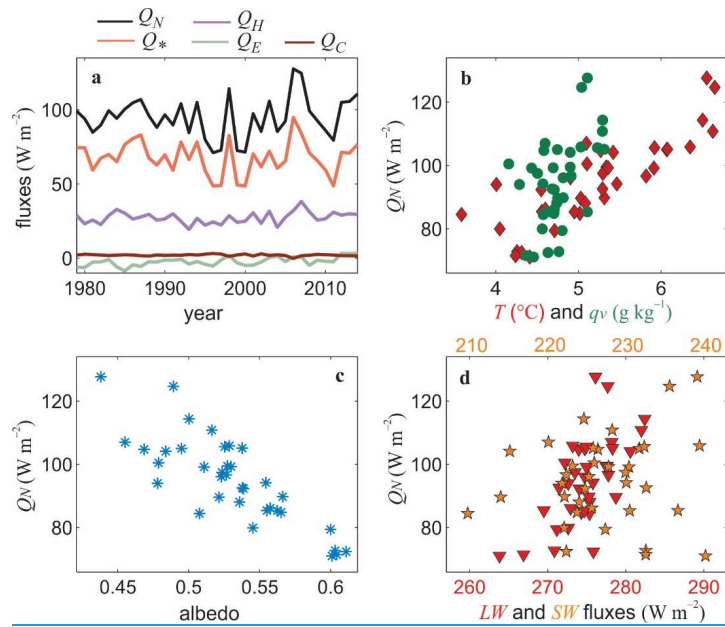 Q_N Q_H
Q_* Q_E Q_C
a
100
50
0
fluxes (W m⁻²)
1980 1990 2000 2010
year
b
120
100
80
Q_N (W m⁻²)
4 5 6
T (°C) and q_v (g kg⁻¹)
c
120
100
80
Q_N (W m⁻²)
0.45 0.5 0.55 0.6
albedo
210 220 230 240
d
120
100
80
Q_N (W m⁻²)
260 270 280 290
LW and SW fluxes (W m⁻²)